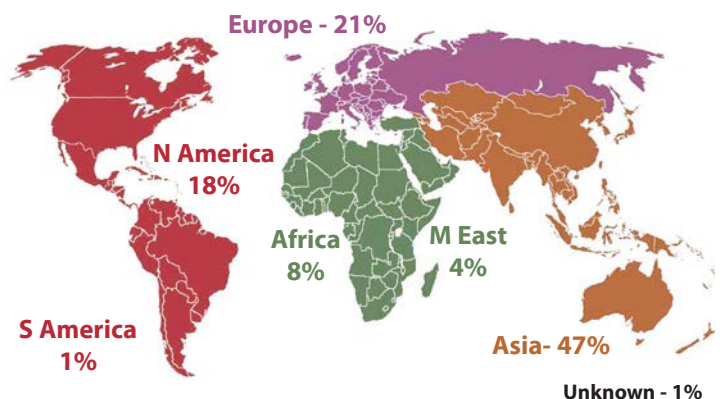 Europe - 21%
N America
18%
Africa
8%
M East
4%
S America
1%
Asia- 47%
Unknown - 1%